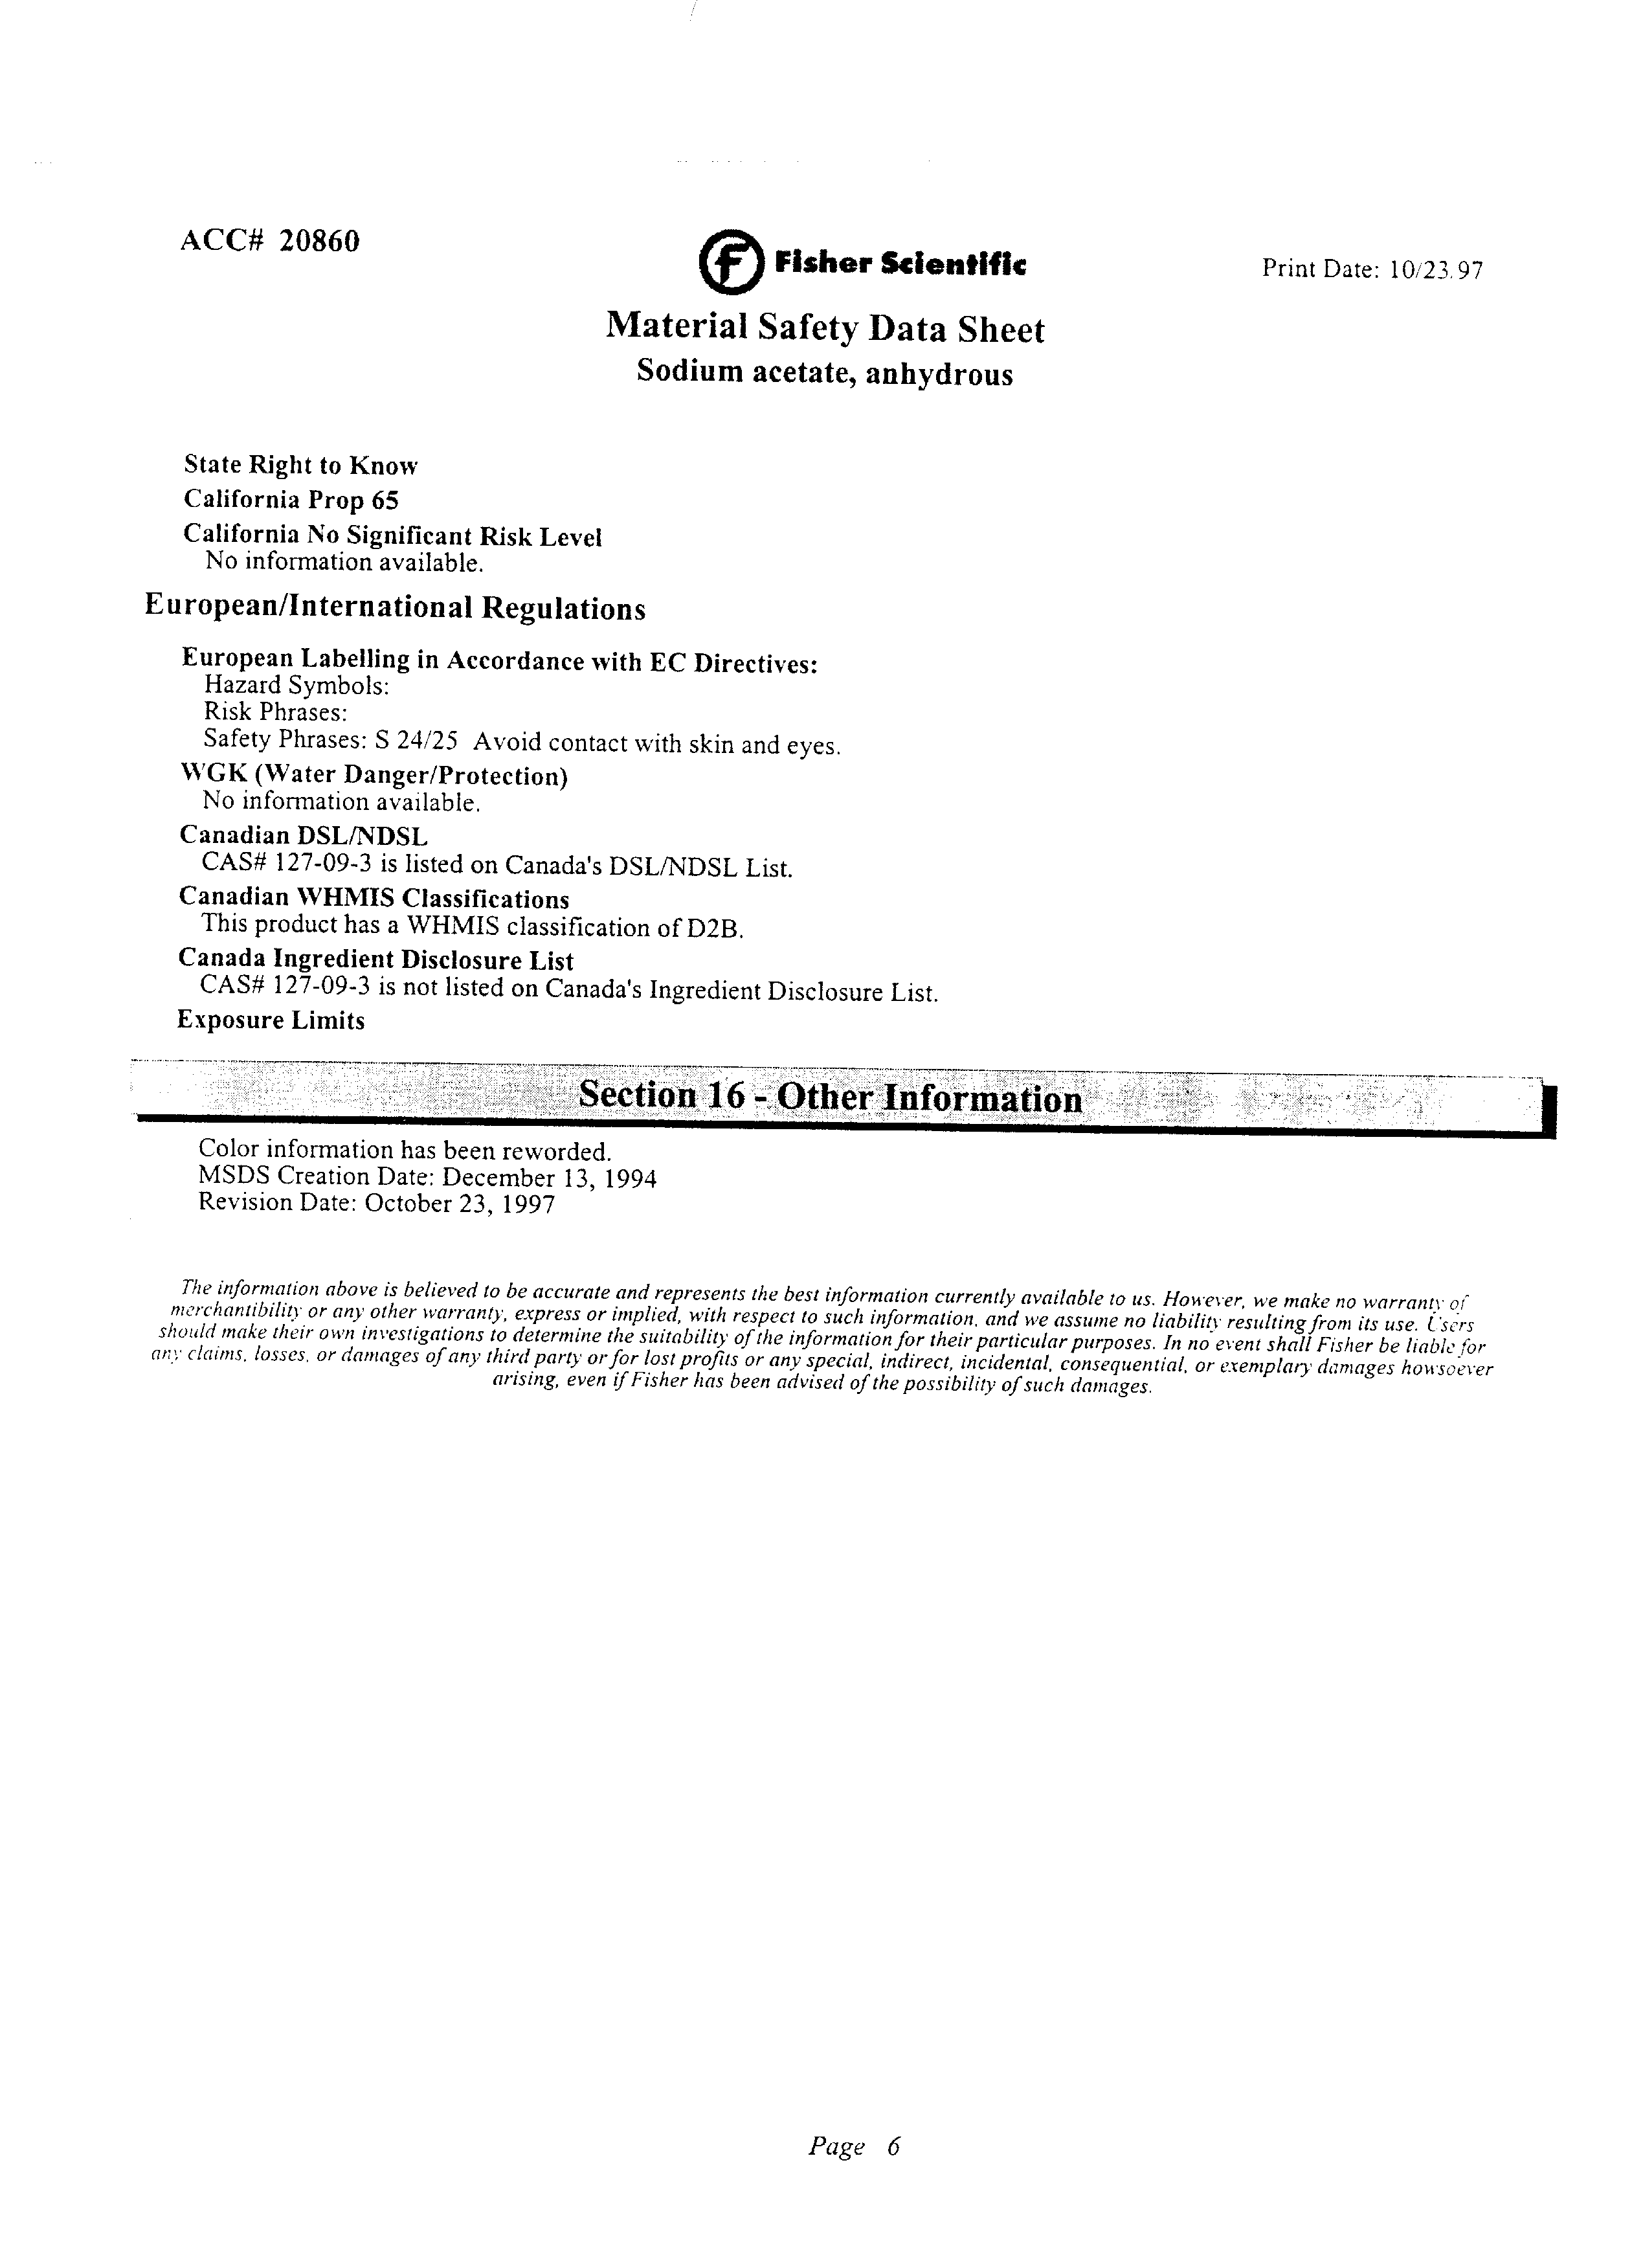 ACC# 20860
Fisher Scientific
Print Date: 10/23/97
Material Safety Data Sheet
Sodium acetate, anhydrous
State Right to Know
California Prop 65
California No Significant Risk Level
No information available.
European/International Regulations
European Labelling in Accordance with EC Directives:
Hazard Symbols:
Risk Phrases:
Safety Phrases: S 24/25 Avoid contact with skin and eyes.
WGK (Water Danger/Protection)
No information available.
Canadian DSL/NDSL
CAS# 127-09-3 is listed on Canada's DSL/NDSL List.
Canadian WHMIS Classifications
This product has a WHMIS classification of D2B.
Canada Ingredient Disclosure List
CAS# 127-09-3 is not listed on Canada's Ingredient Disclosure List.
Exposure Limits
Section 16 - Other Information
Color information has been reworded.
MSDS Creation Date: December 13, 1994
Revision Date: October 23, 1997
The information above is believed to be accurate and represents the best information currently available to us. However, we make no warranty of
merchantibility or any other warranty, express or implied, with respect to such information, and we assume no liability resulting from its use. Users
should make their own investigations to determine the suitability of the information for their particular purposes. In no event shall Fisher be liable for
any claims, losses, or damages of any third party or for lost profits or any special, indirect, incidental, consequential, or exemplary damages howsoever
arising, even if Fisher has been advised of the possibility of such damages.
Page 6